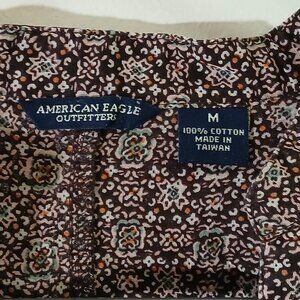 AMERICAN EAGLE
OUTFITTERS
M
100% COTTON
MADE IN
TAIWAN